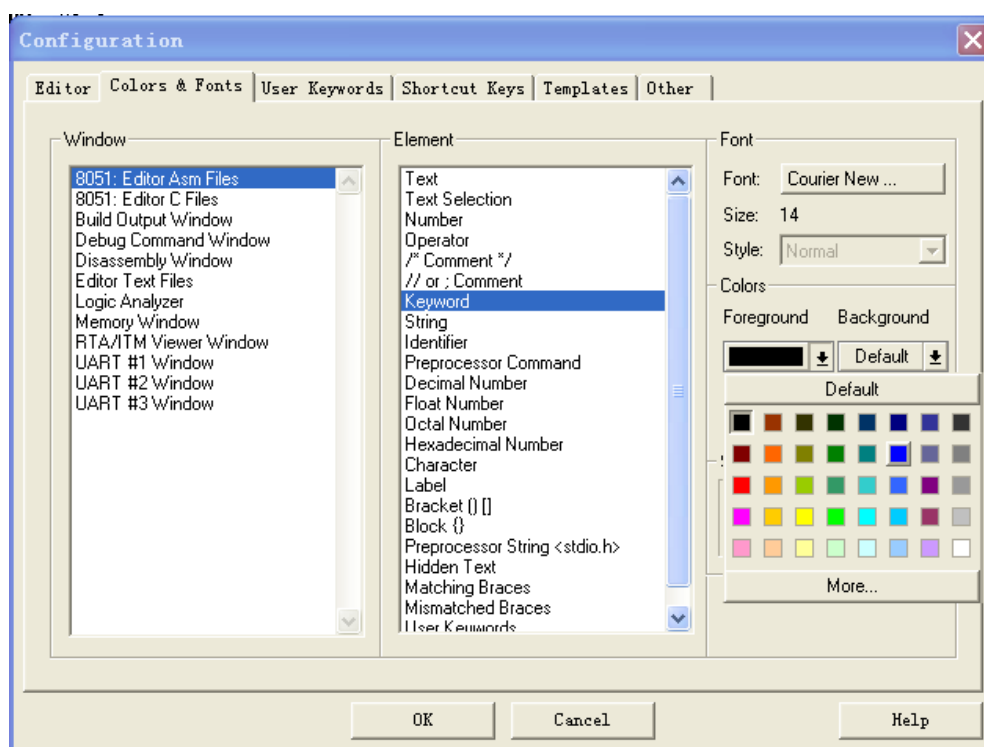 Configuration
Editor Colors & Fonts User Keywords Shortcut Keys Templates Other
Window
8051: Editor Asm Files
8051: Editor C Files
Build Output Window
Debug Command Window
Disassembly Window
Editor Text Files
Logic Analyzer
Memory Window
RTA/ITM Viewer Window
UART #1 Window
UART #2 Window
UART #3 Window
Element
Text
Text Selection
Number
Operator
/* Comment */
// or ; Comment
Keyword
String
Identifier
Preprocessor Command
Decimal Number
Float Number
Octal Number
Hexadecimal Number
Character
Label
Bracket () []
Block {}
Preprocessor String <stdio.h>
Hidden Text
Matching Braces
Mismatched Braces
User Keywords
Font
Font: Courier New ...
Size: 14
Style: Normal
Colors
Foreground Background
Default
Default
More...
OK Cancel Help